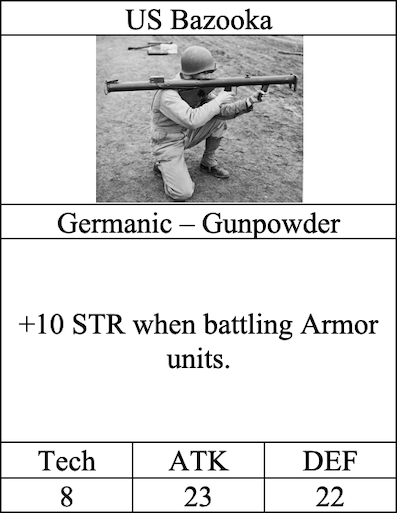 US Bazooka
Germanic – Gunpowder
+10 STR when battling Armor
units.
Tech ATK DEF
8 23 22